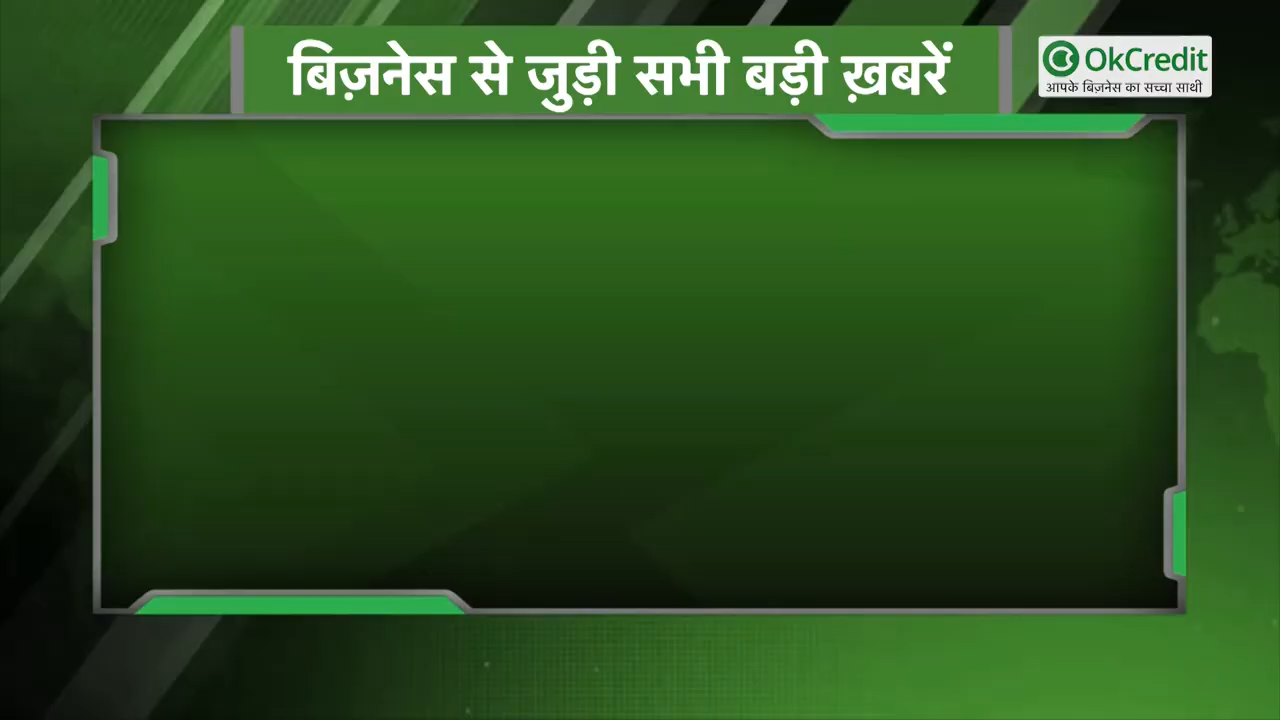 बिज़नेस से जुड़ी सभी बड़ी ख़बरें
OkCredit
आपके बिज़नेस का सच्चा साथी